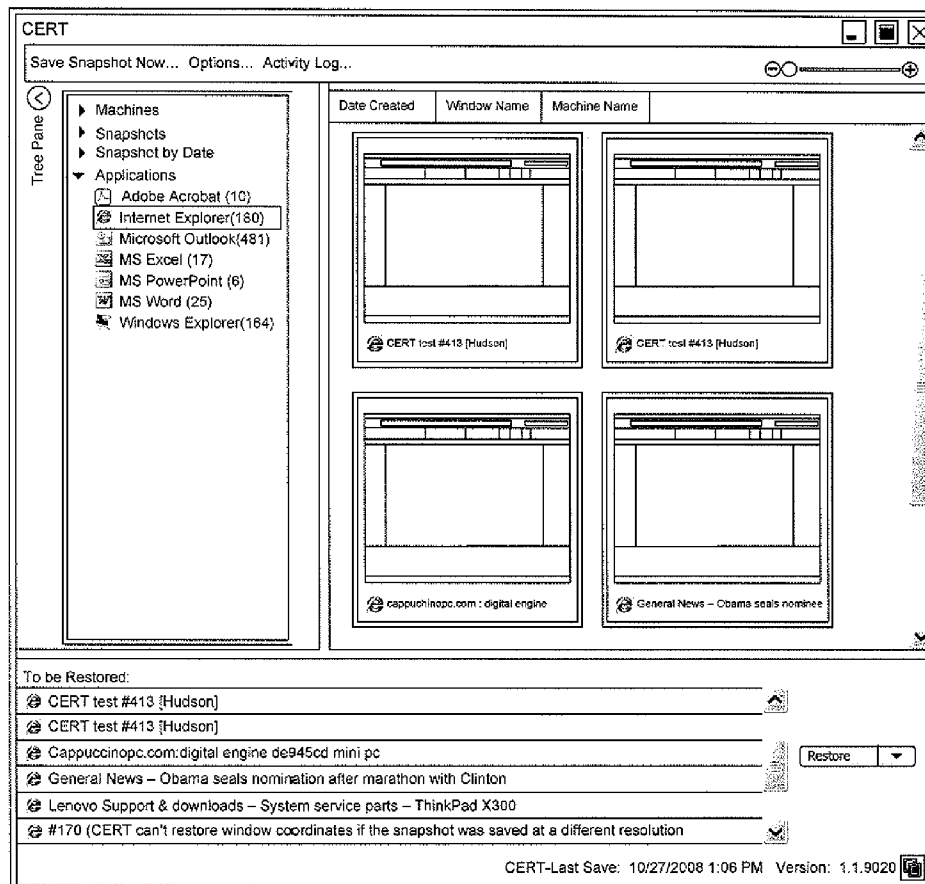 CERT
Save Snapshot Now... Options... Activity Log...
Tree Pane
Machines
Snapshots
Snapshot by Date
Applications
Adobe Acrobat (10)
Internet Explorer(180)
Microsoft Outlook(481)
MS Excel (17)
MS PowerPoint (6)
MS Word (25)
Windows Explorer(164)
Date Created Window Name Machine Name
CERT test #413 [Hudson]
CERT test #413 [Hudson]
cappuchinopc.com : digital engine
General News – Obama seals nominee
To be Restored:
CERT test #413 [Hudson]
CERT test #413 [Hudson]
Cappuccinopc.com:digital engine de945cd mini pc
General News – Obama seals nomination after marathon with Clinton
Lenovo Support & downloads – System service parts – ThinkPad X300
#170 (CERT can't restore window coordinates if the snapshot was saved at a different resolution
Restore
CERT-Last Save: 10/27/2008 1:06 PM Version: 1.1.9020